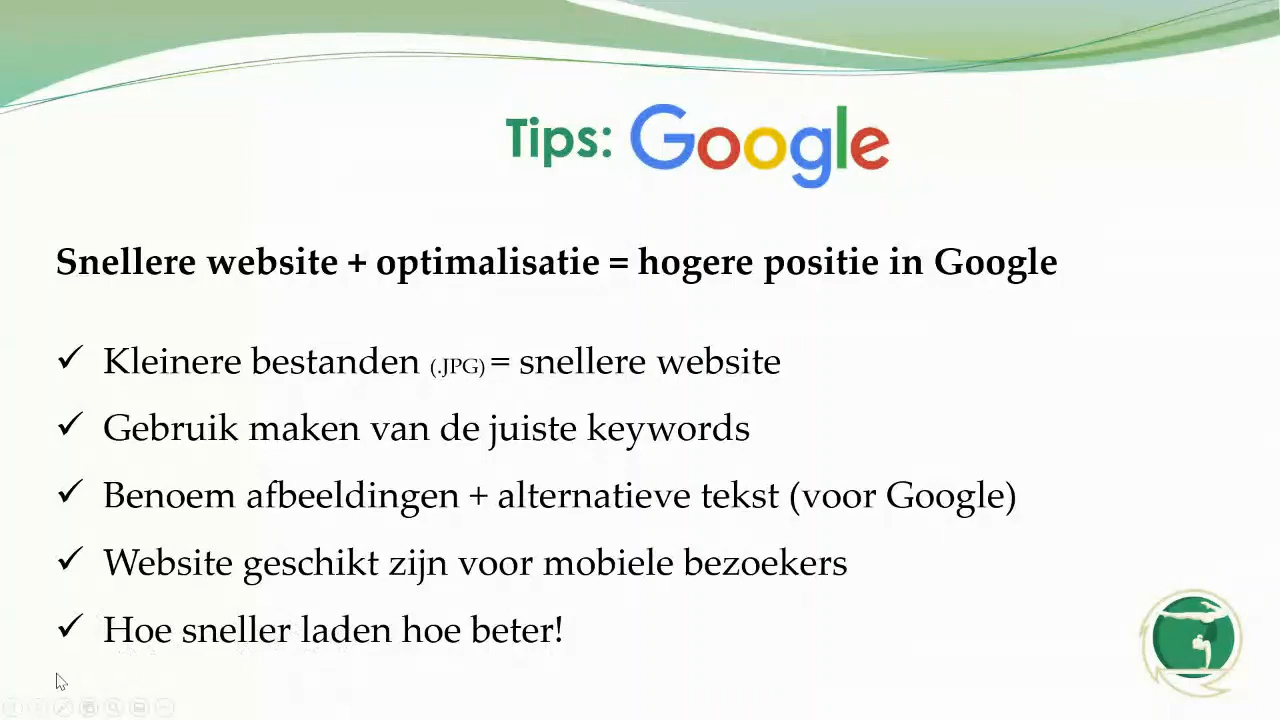 Tips: Google
Snellere website + optimalisatie = hogere positie in Google
✓ Kleinere bestanden (.JPG) = snellere website
✓ Gebruik maken van de juiste keywords
✓ Benoem afbeeldingen + alternatieve tekst (voor Google)
✓ Website geschikt zijn voor mobiele bezoekers
✓ Hoe sneller laden hoe beter!